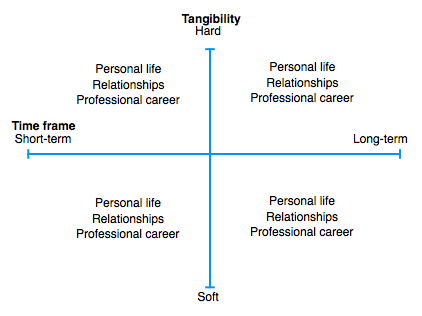 Tangibility
Hard
Personal life
Relationships
Professional career
Personal life
Relationships
Professional career
Time frame
Short-term
Long-term
Personal life
Relationships
Professional career
Personal life
Relationships
Professional career
Soft